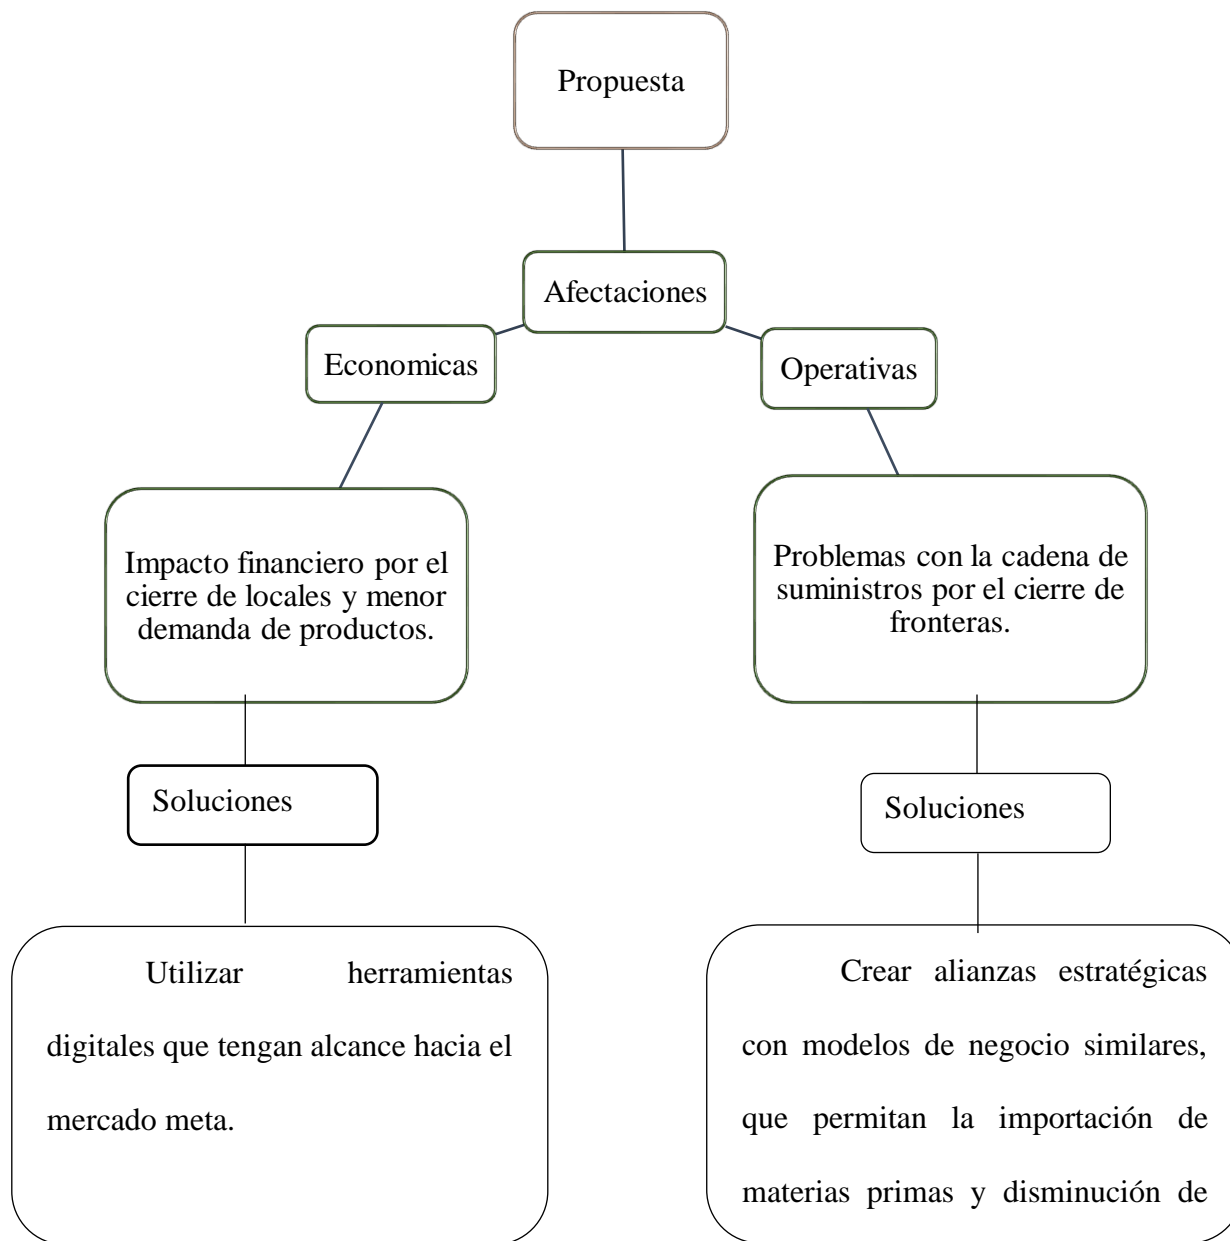 Propuesta
Afectaciones
Economicas
Operativas
Impacto financiero por el
cierre de locales y menor
demanda de productos.
Problemas con la cadena de
suministros por el cierre de
fronteras.
Soluciones
Soluciones
Utilizar herramientas
digitales que tengan alcance hacia el
mercado meta.
Crear alianzas estratégicas
con modelos de negocio similares,
que permitan la importación de
materias primas y disminución de